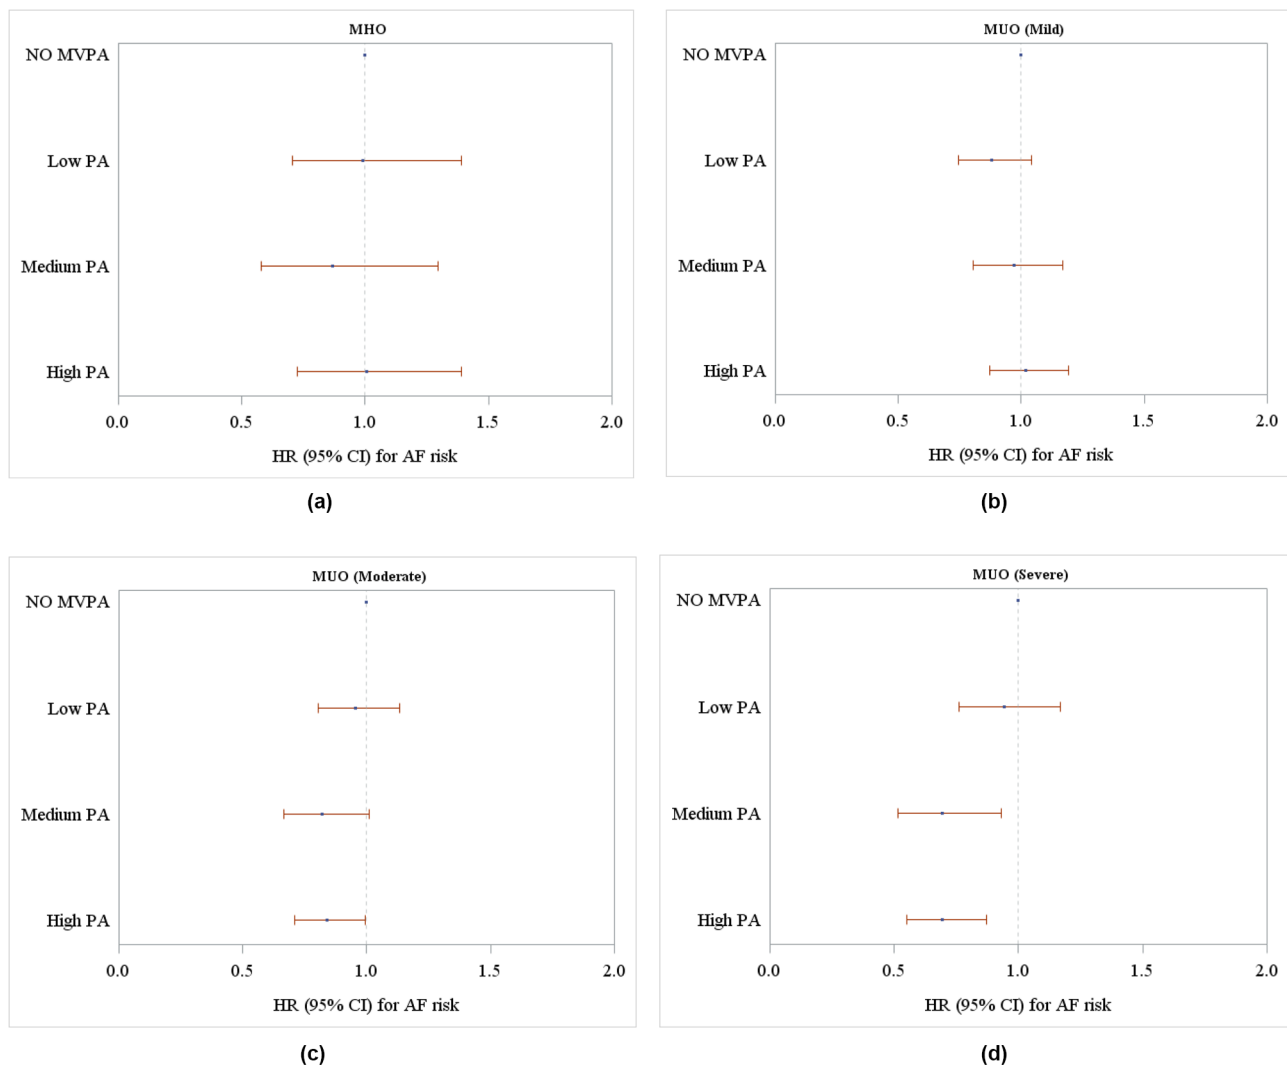 MHO
NO MVPA
Low PA
Medium PA
High PA
0.0 0.5 1.0 1.5 2.0
HR (95% CI) for AF risk
(a)
MUO (Mild)
NO MVPA
Low PA
Medium PA
High PA
0.0 0.5 1.0 1.5 2.0
HR (95% CI) for AF risk
(b)
MUO (Moderate)
NO MVPA
Low PA
Medium PA
High PA
0.0 0.5 1.0 1.5 2.0
HR (95% CI) for AF risk
(c)
MUO (Severe)
NO MVPA
Low PA
Medium PA
High PA
0.0 0.5 1.0 1.5 2.0
HR (95% CI) for AF risk
(d)